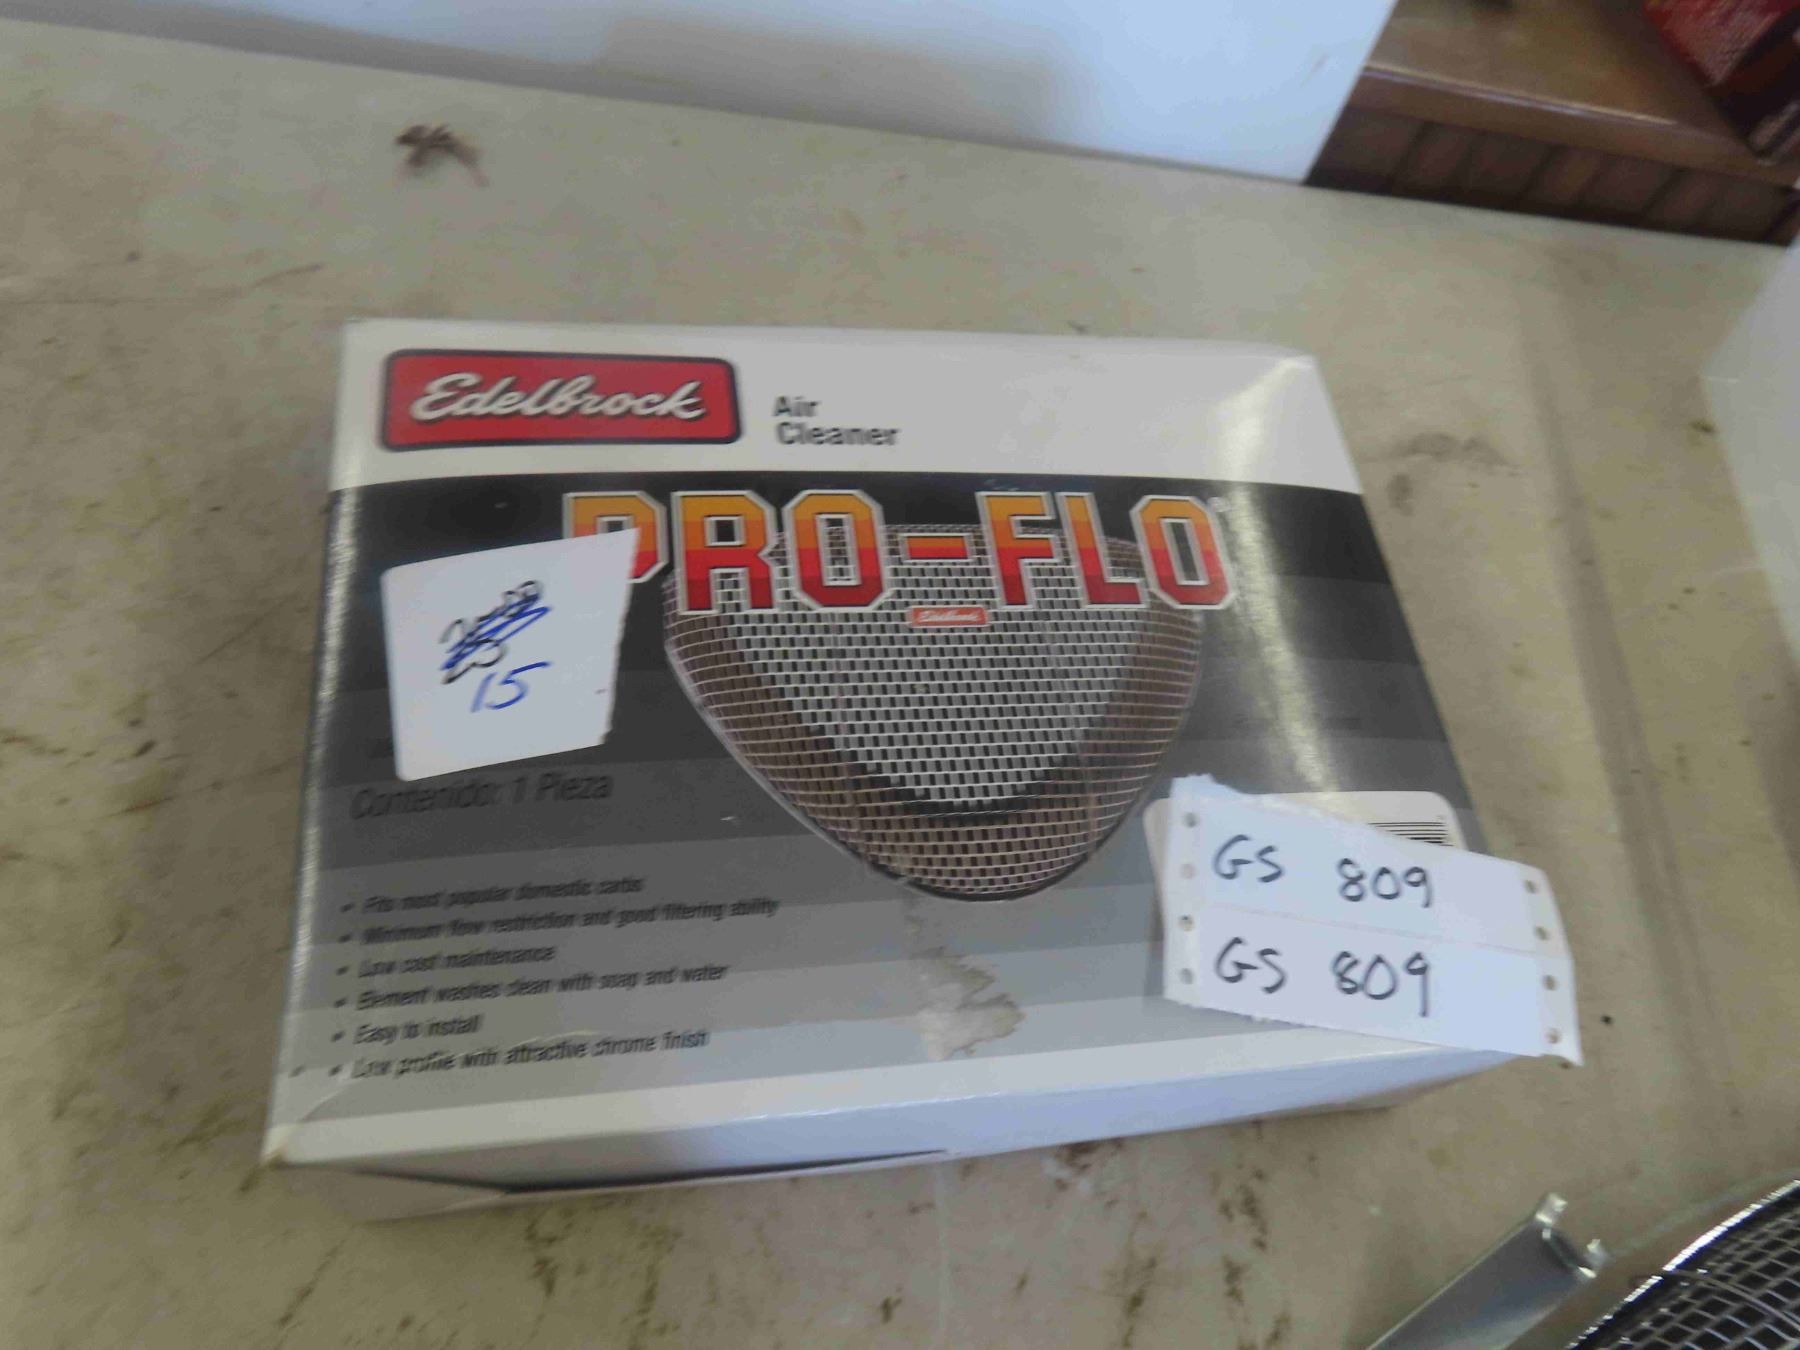 Edelbrock
Air
Cleaner
PRO-FLO®
Edelbrock
15
Contenido: 1 Pieza
• Fits most popular domestic carbs
• Minimum flow restriction and good filtering ability
• Low cost maintenance
• Element washes clean with soap and water
• Easy to install
• Low profile with attractive chrome finish
GS 809
GS 809